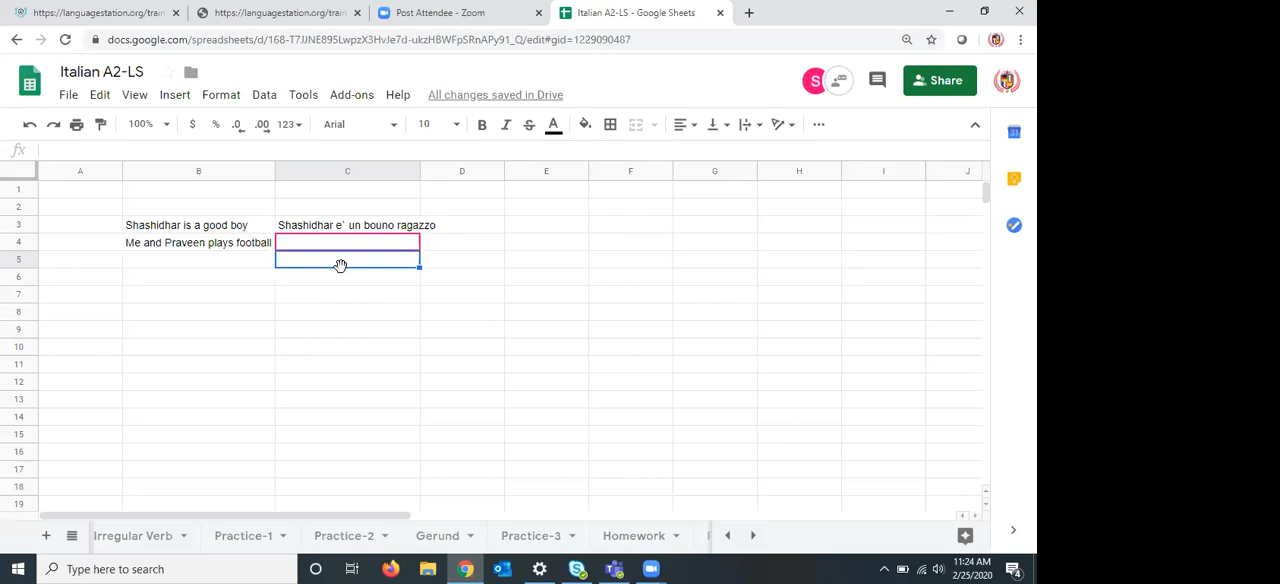 https://languagestation.org/train
https://languagestation.org/train
Post Attendee - Zoom
Italian A2-LS - Google Sheets
docs.google.com/spreadsheets/d/168-T7JJNE895LwpzX3HvJe7d-ukzHBWFpSRnAPy91_Q/edit#gid=1229090487
Italian A2-LS
S
Share
File Edit View Insert Format Data Tools Add-ons Help All changes saved in Drive
100% $ % .0 .00 123 Arial 10 B I S A
fx
A B C D E F G H I J
1
2
3 Shashidhar is a good boy Shashidhar e` un bouno ragazzo
4 Me and Praveen plays football
5
6
7
8
9
10
11
12
13
14
15
16
17
18
19
Irregular Verb Practice-1 Practice-2 Gerund Practice-3 Homework
Type here to search
11:24 AM
2/25/2020
4